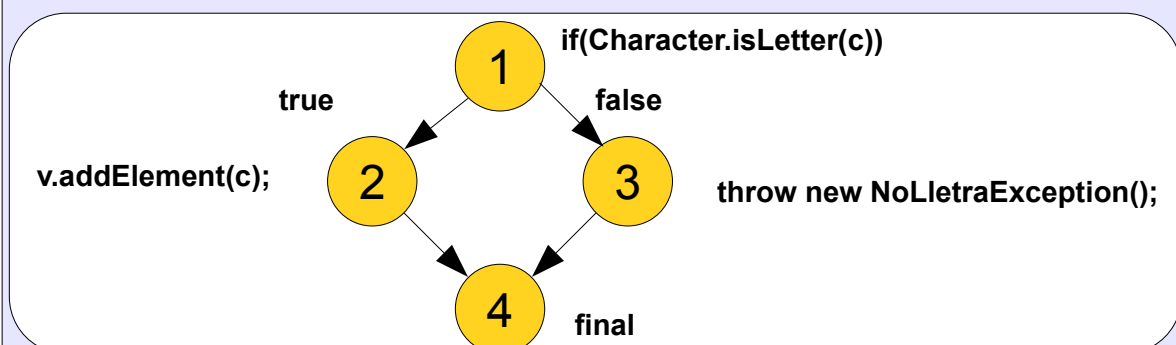 1
if(Character.isLetter(c))
true
false
v.addElement(c);
2
3
throw new NoLletraException();
4
final